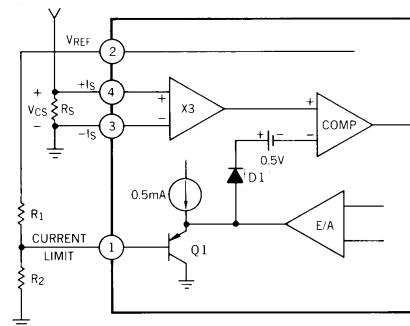 VREF 2
+IS 4 + X3 + COMP
+
VCS RS
-
-IS 3 - + - -
0.5V
0.5mA D1
R1
E/A
CURRENT LIMIT 1
Q1
R2